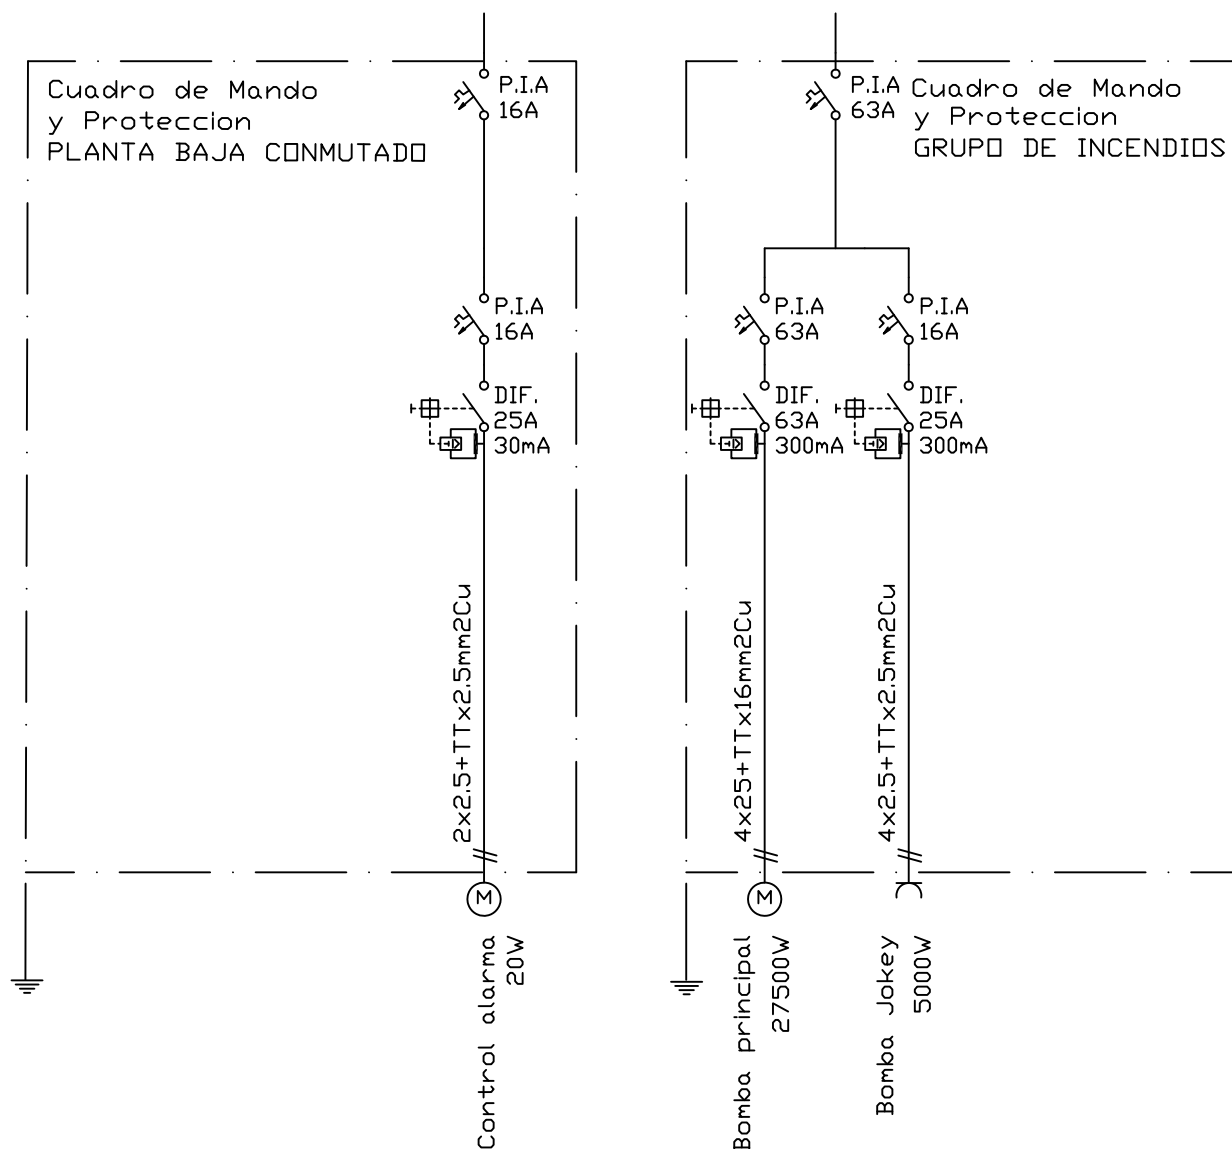 Cuadro de Mando
y Proteccion
PLANTA BAJA CONMUTADO
P.I.A
16A
P.I.A
16A
DIF.
25A
30mA
2x2.5+TTx2.5mm2Cu
M
Control alarma
20W
P.I.A
63A
Cuadro de Mando
y Proteccion
GRUPO DE INCENDIOS
P.I.A
63A
DIF.
63A
300mA
4x25+TTx16mm2Cu
M
Bomba principal
27500W
P.I.A
16A
DIF.
25A
300mA
4x2.5+TTx2.5mm2Cu
Bomba Jokey
5000W